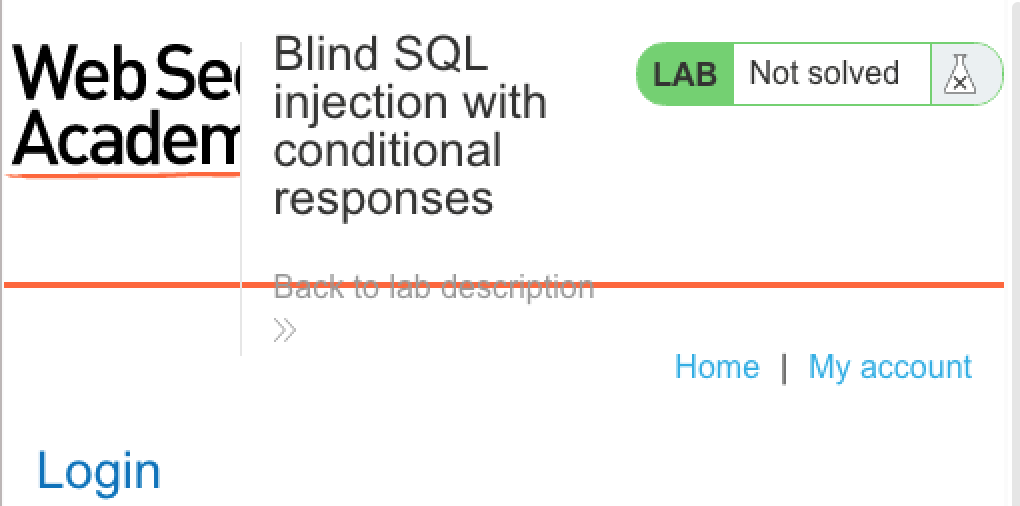 Web Sec
Academ
Blind SQL
injection with
conditional
responses
LAB Not solved
Back to lab description
Home | My account
Login